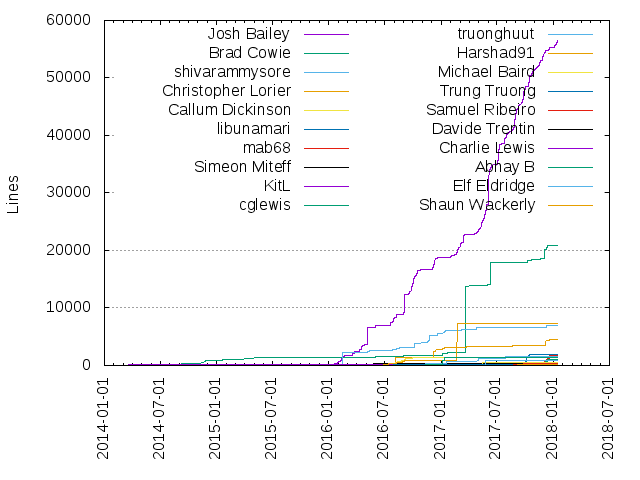 60000
50000
40000
30000
20000
10000
0
Lines
Josh Bailey
Brad Cowie
shivarammysore
Christopher Lorier
Callum Dickinson
libunamari
mab68
Simeon Miteff
KitL
cglewis
truonghuut
Harshad91
Michael Baird
Trung Truong
Samuel Ribeiro
Davide Trentin
Charlie Lewis
Abhay B
Elf Eldridge
Shaun Wackerly
2014-01-01
2014-07-01
2015-01-01
2015-07-01
2016-01-01
2016-07-01
2017-01-01
2017-07-01
2018-01-01
2018-07-01